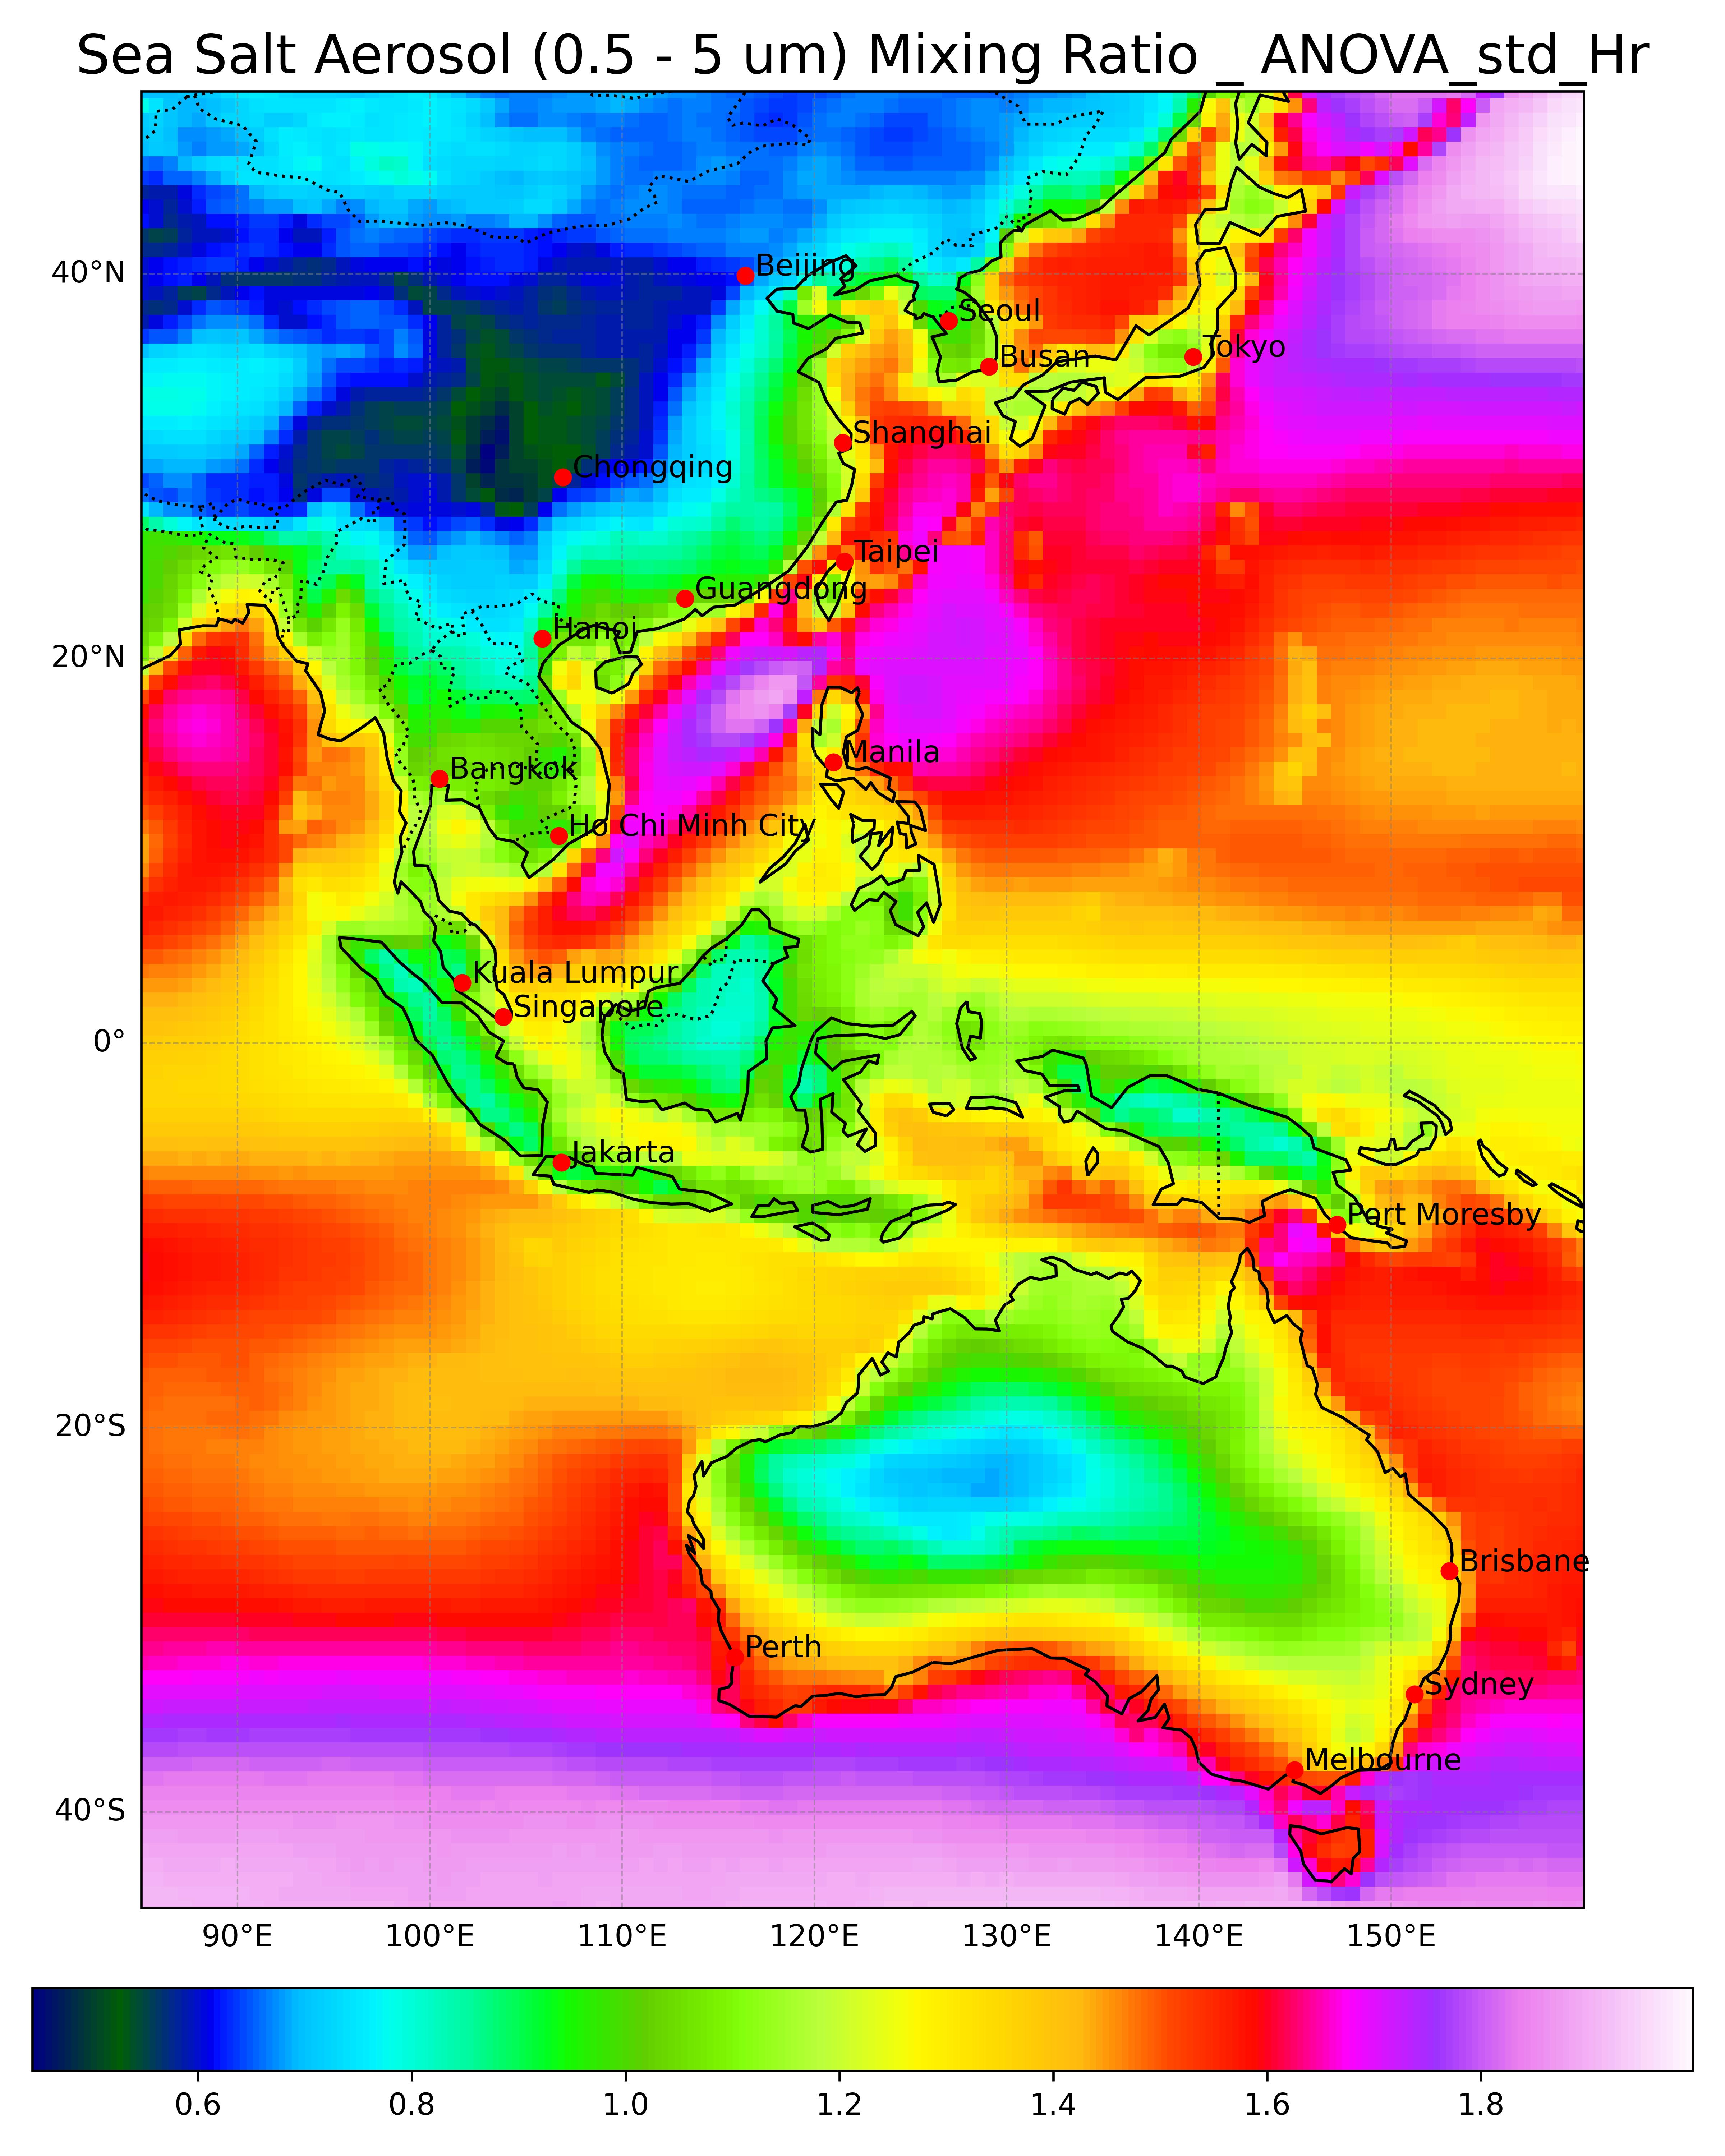 Sea Salt Aerosol (0.5 - 5 um) Mixing Ratio _ ANOVA_std_Hr
40°N
Beijing
Seoul
Tokyo
Busan
Shanghai
Chongqing
Taipei
Guangdong
Hanoi
20°N
Manila
Bangkok
Ho Chi Minh City
Kuala Lumpur
Singapore
0°
Jakarta
Port Moresby
20°S
Brisbane
Perth
Sydney
Melbourne
40°S
90°E 100°E 110°E 120°E 130°E 140°E 150°E
0.6 0.8 1.0 1.2 1.4 1.6 1.8